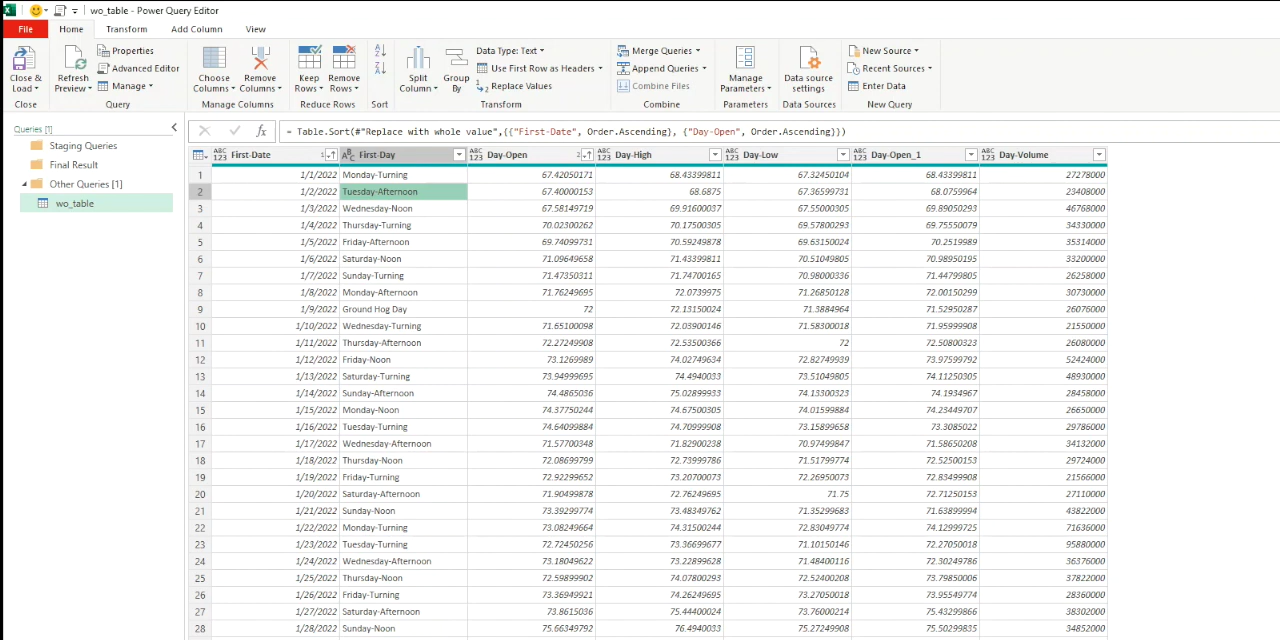 wo_table - Power Query Editor
File Home Transform Add Column View
Close & Load Refresh Preview Properties Advanced Editor Manage Choose Columns Remove Columns Keep Rows Remove Rows Split Column Group By Data Type: Text Use First Row as Headers Replace Values Merge Queries Append Queries Combine Files Manage Parameters Data source settings New Source Recent Sources Enter Data
Close Query Manage Columns Reduce Rows Sort Transform Combine Parameters Data Sources New Query
Queries [1]
Staging Queries
Final Result
Other Queries [1]
wo_table
fx = Table.Sort(#"Replace with whole value",{{"First-Date", Order.Ascending}, {"Day-Open", Order.Ascending}})
ABC 123 First-Date 1 ABC First-Day ABC 123 Day-Open 2 ABC 123 Day-High ABC 123 Day-Low ABC 123 Day-Open_1 ABC 123 Day-Volume
1 1/1/2022 Monday-Turning 67.42050171 68.43399811 67.32450104 68.43399811 27278000
2 1/2/2022 Tuesday-Afternoon 67.40000153 68.6875 67.36599731 68.0759964 23408000
3 1/3/2022 Wednesday-Noon 67.58149719 69.91600037 67.55000305 69.89050293 46768000
4 1/4/2022 Thursday-Turning 70.02300262 70.17500305 69.57800293 69.75550079 34330000
5 1/5/2022 Friday-Afternoon 69.74099731 70.59249878 69.63150024 70.2519989 35314000
6 1/6/2022 Saturday-Noon 71.09649658 71.43399811 70.51049805 70.98950195 33200000
7 1/7/2022 Sunday-Turning 71.47350311 71.74700165 70.98000336 71.44799805 26258000
8 1/8/2022 Monday-Afternoon 71.76249695 72.0739975 71.26850128 72.00150299 30730000
9 1/9/2022 Ground Hog Day 72 72.13150024 71.3884964 71.52950287 26076000
10 1/10/2022 Wednesday-Turning 71.65100098 72.03900146 71.58300018 71.95999908 21550000
11 1/11/2022 Thursday-Afternoon 72.27249908 72.53500366 72 72.50800323 26080000
12 1/12/2022 Friday-Noon 73.1269989 74.02749634 72.82749939 73.97599792 52424000
13 1/13/2022 Saturday-Turning 73.94999695 74.4940033 73.51049805 74.11250305 48930000
14 1/14/2022 Sunday-Afternoon 74.4865036 75.02899933 74.13300323 74.1934967 28458000
15 1/15/2022 Monday-Noon 74.37750244 74.67500305 74.01599884 74.23449707 26650000
16 1/16/2022 Tuesday-Turning 74.64099884 74.70999908 73.15899658 73.3085022 29786000
17 1/17/2022 Wednesday-Afternoon 71.57700348 71.82900238 70.97499847 71.58650208 34132000
18 1/18/2022 Thursday-Noon 72.08699799 72.73999786 71.51799774 72.52500153 29724000
19 1/19/2022 Friday-Turning 72.92299652 73.20700073 72.26950073 72.83499908 21566000
20 1/20/2022 Saturday-Afternoon 71.90499878 72.76249695 71.75 72.71250153 27110000
21 1/21/2022 Sunday-Noon 73.39299774 73.48349762 71.35299683 71.63899994 43822000
22 1/22/2022 Monday-Turning 73.08249664 74.31500244 72.83049774 74.12999725 71636000
23 1/23/2022 Tuesday-Turning 72.72450256 73.36699677 71.10150146 72.27050018 95880000
24 1/24/2022 Wednesday-Afternoon 73.18049622 73.22899628 71.48400116 72.30249786 36376000
25 1/25/2022 Thursday-Noon 72.59899902 74.07800293 72.52400208 73.79850006 37822000
26 1/26/2022 Friday-Turning 73.36949921 74.26249695 73.27050018 73.95549774 28360000
27 1/27/2022 Saturday-Afternoon 73.8615036 75.44400024 73.76000214 75.43299866 38302000
28 1/28/2022 Sunday-Noon 75.66349792 76.4940033 75.27249908 75.50299835 34852000